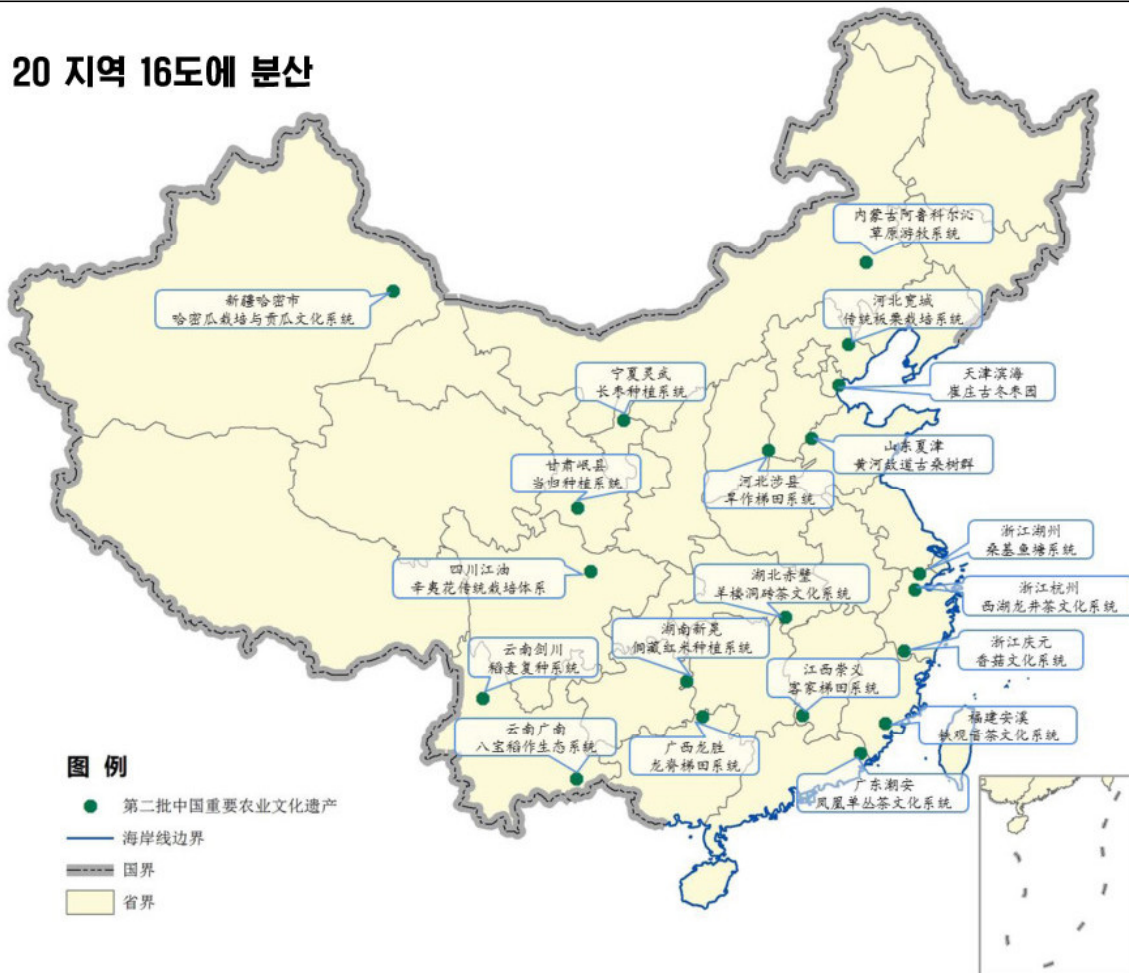 20 지역 16도에 분산
内蒙古阿鲁科尔沁
草原游牧系统
新疆哈密市
哈密瓜栽培与贡瓜文化系统
河北宽城
传统板栗栽培系统
宁夏灵武
长枣种植系统
天津滨海
崔庄古冬枣园
甘肃岷县
当归种植系统
河北涉县
旱作梯田系统
山东夏津
黄河故道古桑树群
浙江湖州
桑基鱼塘系统
四川江油
辛夷花传统栽培体系
湖北赤壁
羊楼洞砖茶文化系统
浙江杭州
西湖龙井茶文化系统
云南剑川
稻麦复种系统
湖南新晃
侗藏红米种植系统
江西崇义
客家梯田系统
浙江庆元
香菇文化系统
云南广南
八宝稻作生态系统
广西龙胜
龙脊梯田系统
福建安溪
铁观音茶文化系统
广东潮安
凤凰单丛茶文化系统
图 例
第二批中国重要农业文化遗产
海岸线边界
国界
省界